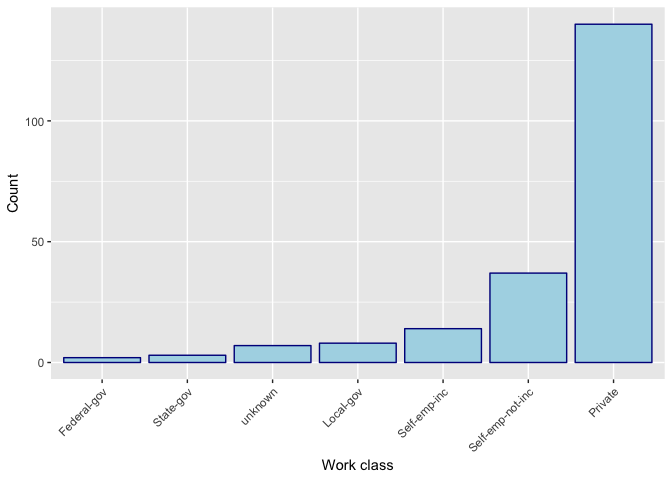 Count
100
50
0
Federal-gov
State-gov
unknown
Local-gov
Self-emp-inc
Self-emp-not-inc
Private
Work class